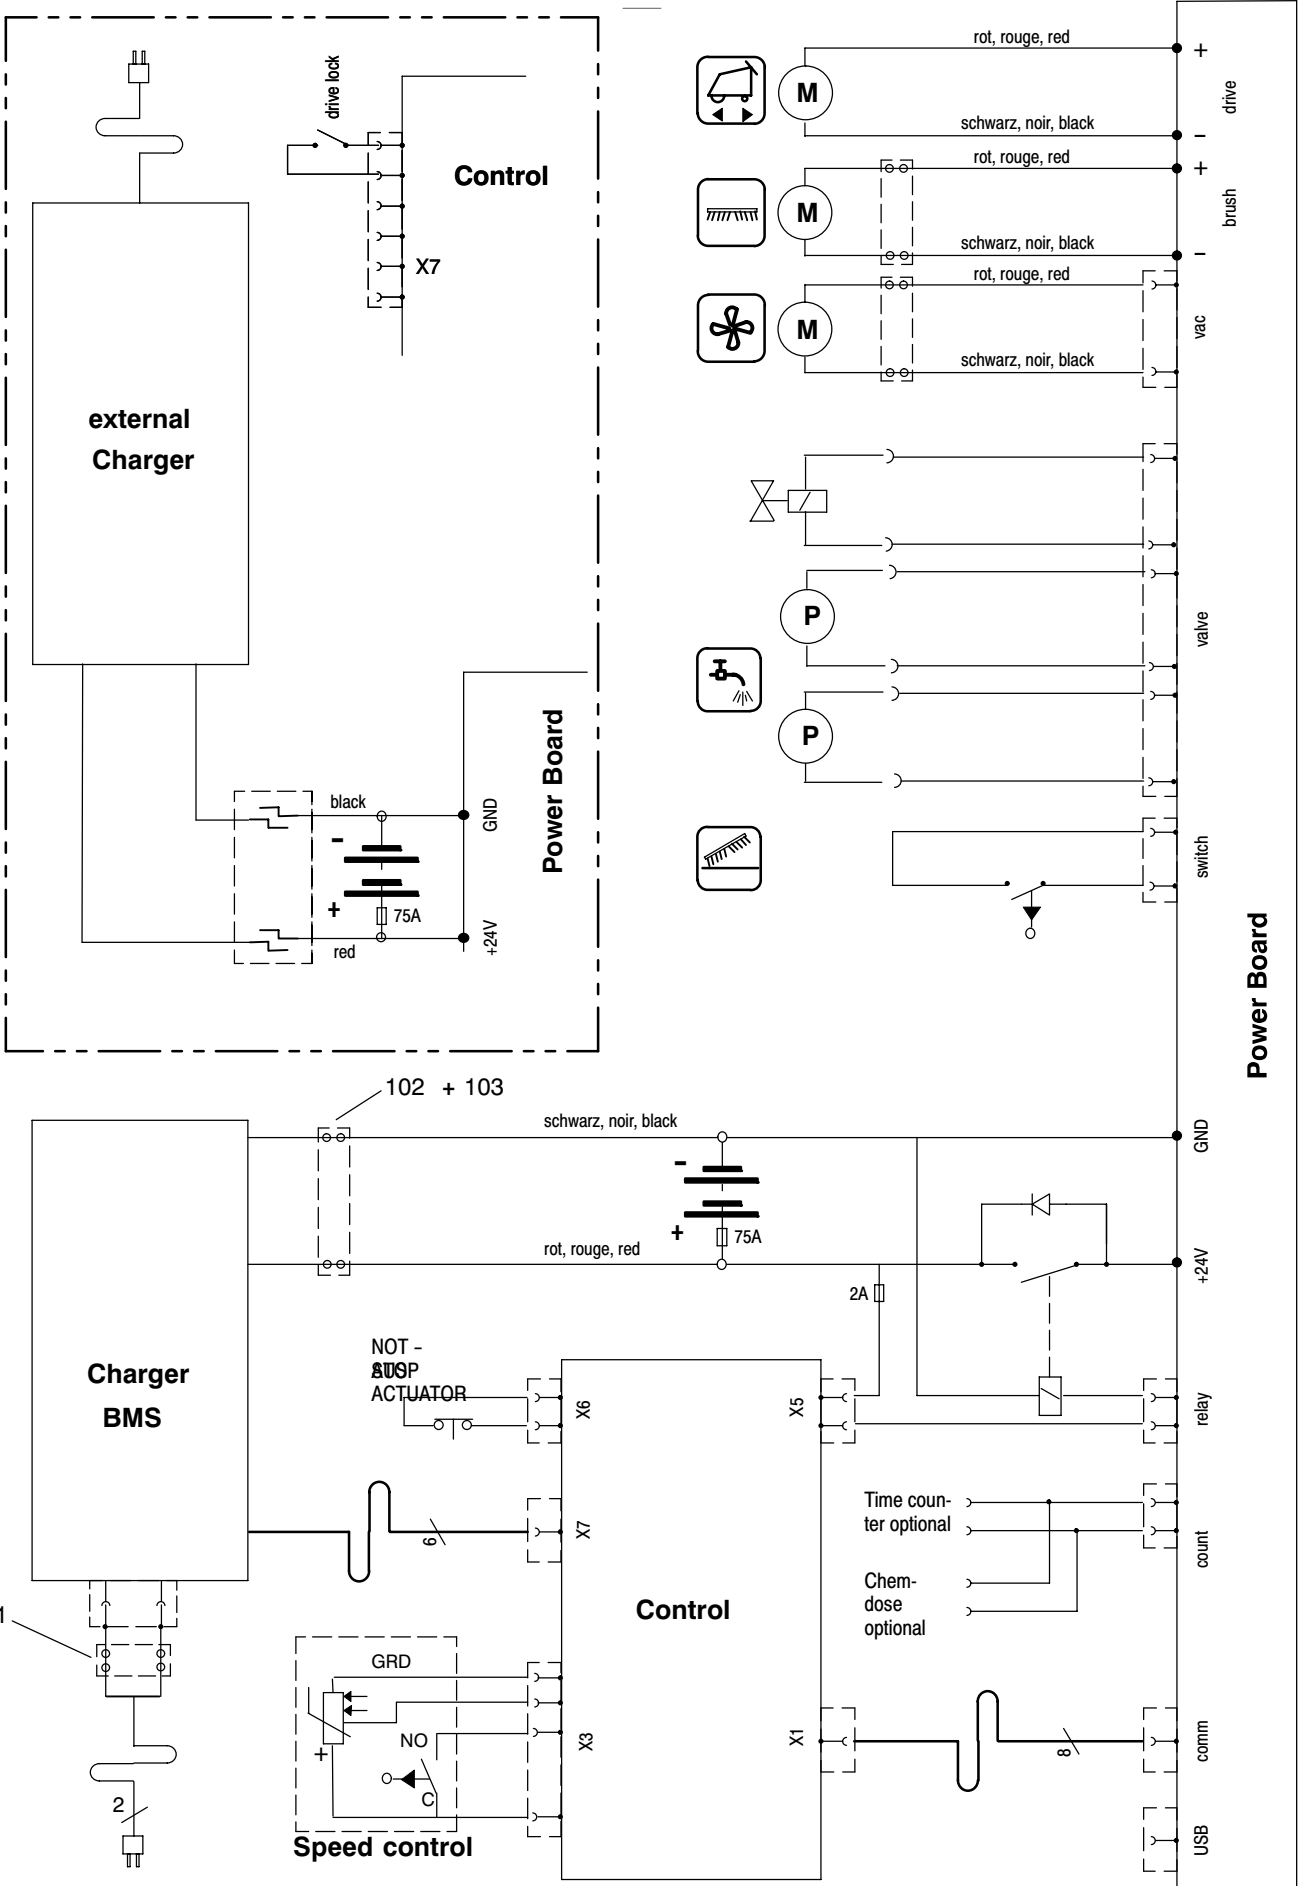 drive lock
Control
X7
external
Charger
black
-
+
75A
red
GND
+24V
Power Board
rot, rouge, red
M
schwarz, noir, black
+
drive
–
rot, rouge, red
M
schwarz, noir, black
+
brush
–
rot, rouge, red
M
schwarz, noir, black
vac
P
P
valve
switch
Power Board
102 + 103
schwarz, noir, black
-
+
75A
rot, rouge, red
GND
+24V
2A
Charger
BMS
NOT –
AUS
STOP
ACTUATOR
X6
X5
relay
6
X7
Time coun-
ter optional
count
Chem-
dose
optional
Control
1
2
GRD
NO
+
C
X3
Speed control
X1
8
comm
USB